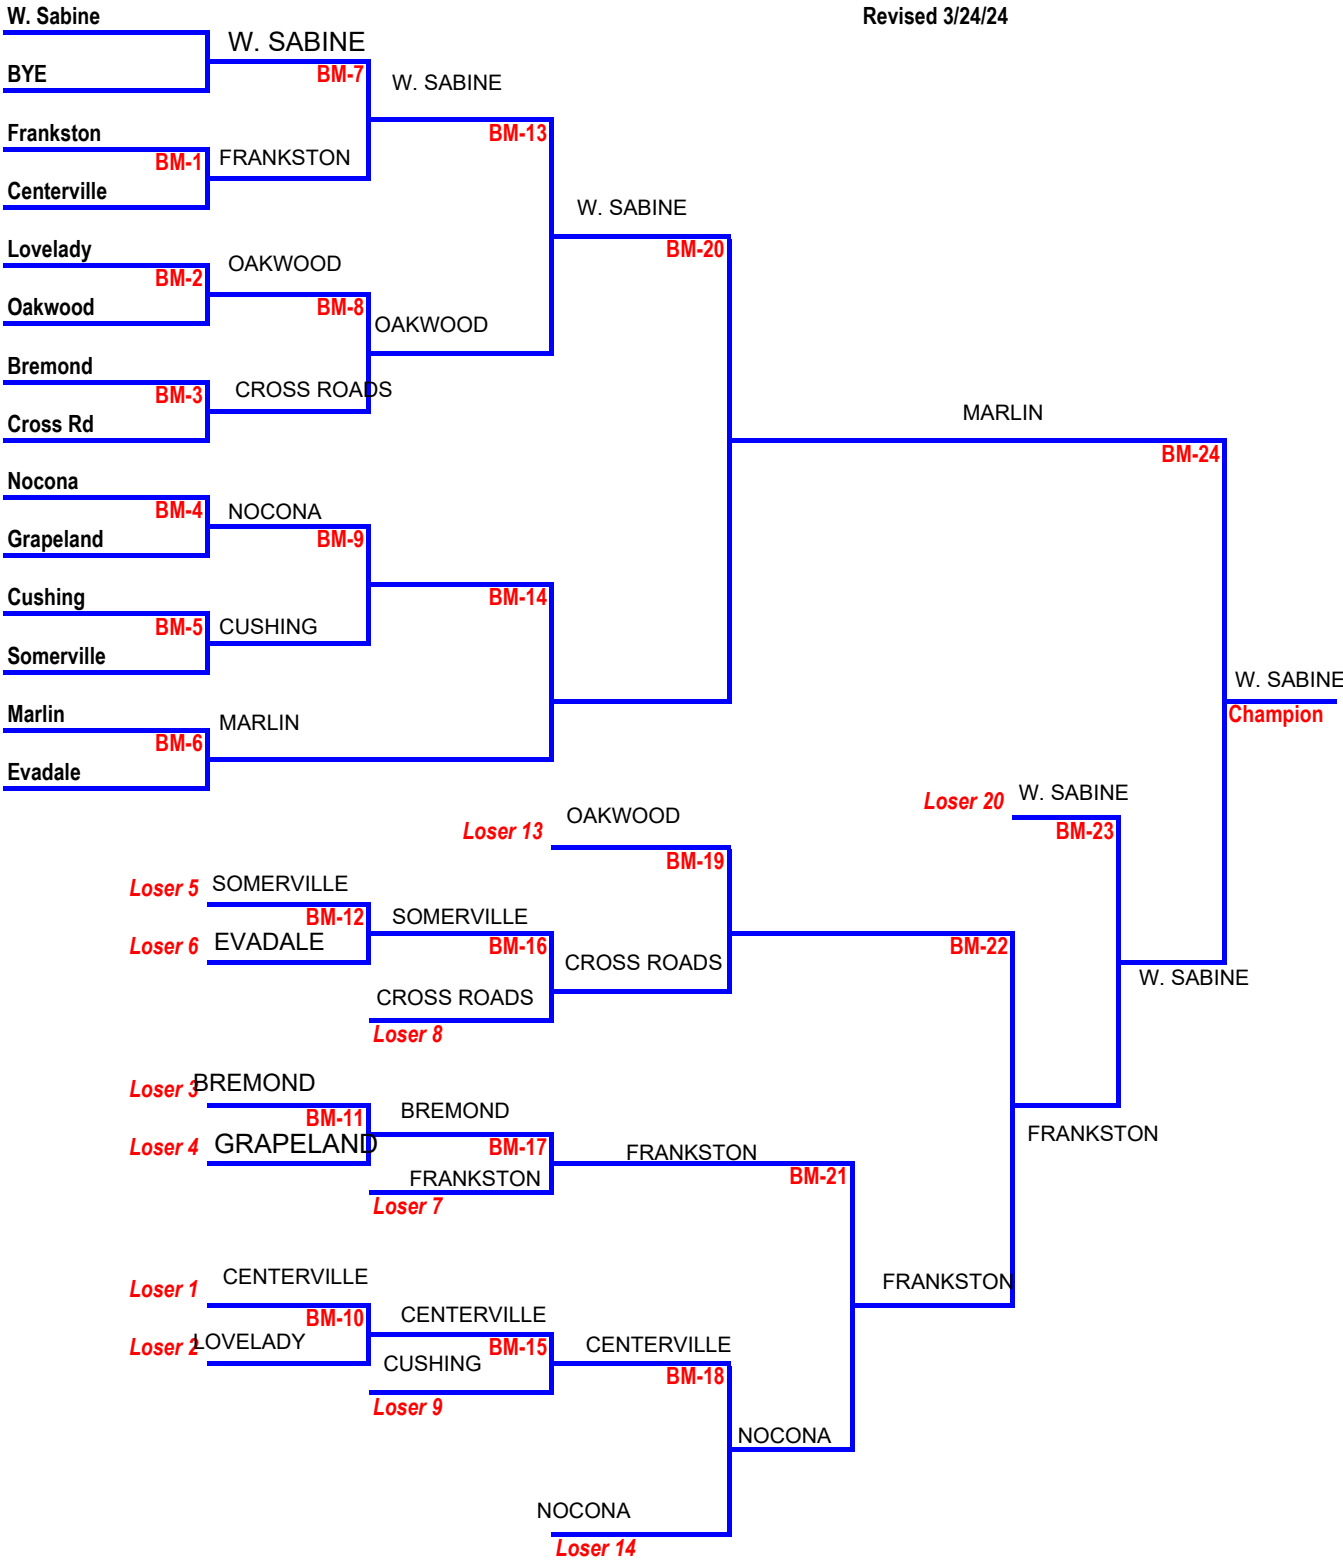 W. Sabine
Revised 3/24/24
W. SABINE
BYE
BM-7
W. SABINE
Frankston
BM-13
BM-1
FRANKSTON
Centerville
W. SABINE
Lovelady
BM-20
OAKWOOD
BM-2
Oakwood
BM-8
OAKWOOD
Bremond
BM-3
CROSS ROADS
Cross Rd
MARLIN
BM-24
Nocona
BM-4
NOCONA
Grapeland
BM-9
Cushing
BM-14
BM-5
CUSHING
Somerville
W. SABINE
Champion
Marlin
MARLIN
BM-6
Evadale
Loser 20
W. SABINE
BM-23
OAKWOOD
Loser 13
BM-19
Loser 5
SOMERVILLE
BM-12
SOMERVILLE
Loser 6
EVADALE
BM-16
BM-22
CROSS ROADS
W. SABINE
CROSS ROADS
Loser 8
Loser 3
BREMOND
BM-11
BREMOND
Loser 4
GRAPELAND
BM-17
FRANKSTON
FRANKSTON
BM-21
FRANKSTON
Loser 7
Loser 1
CENTERVILLE
FRANKSTON
BM-10
CENTERVILLE
Loser 2
LOVELADY
BM-15
CENTERVILLE
CUSHING
BM-18
Loser 9
NOCONA
NOCONA
Loser 14